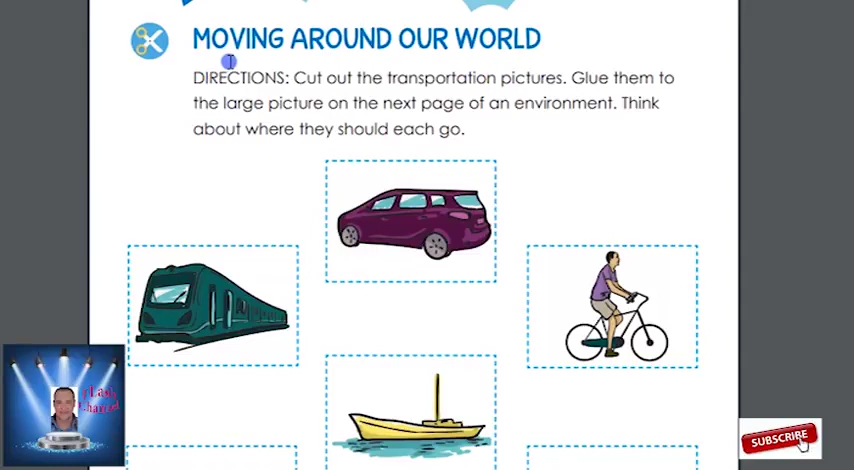 MOVING AROUND OUR WORLD
DIRECTIONS: Cut out the transportation pictures. Glue them to
the large picture on the next page of an environment. Think
about where they should each go.
SUBSCRIBE